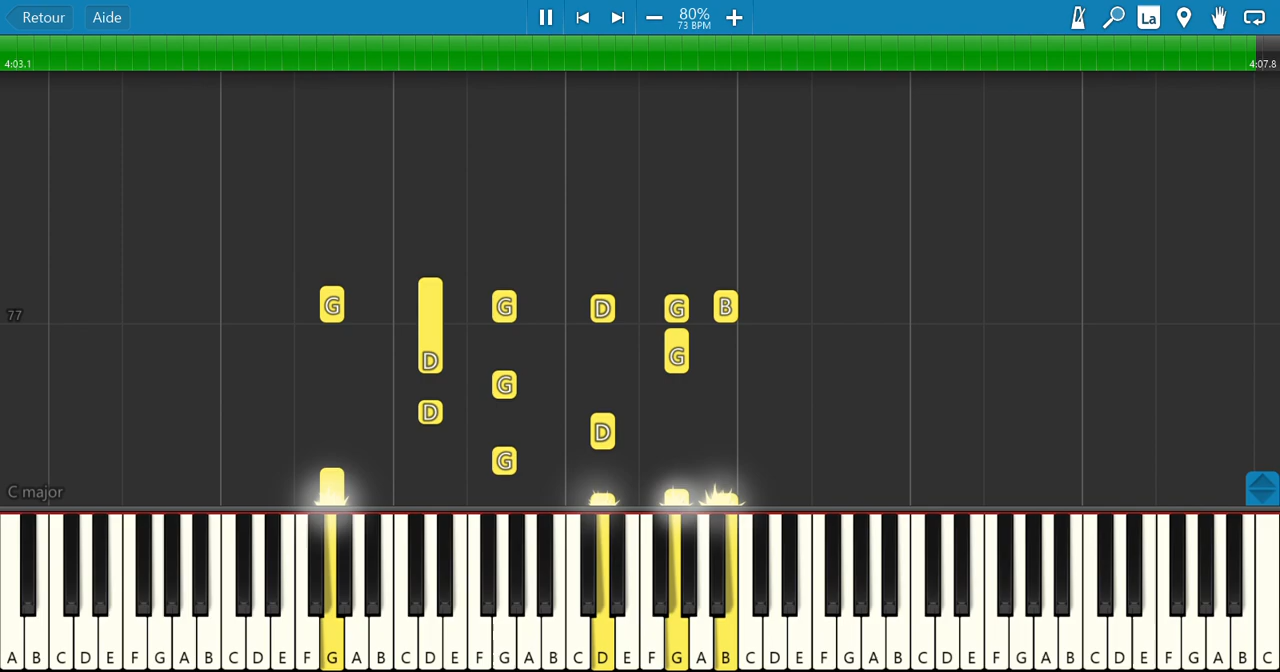 Retour Aide 80% La
73 BPM
4:03.1 4:07.8
G G D G B
77
D G
G
D
D
G
C major
A B C D E F G A B C D E F G A B C D E F G A B C D E F G A B C D E F G A B C D E F G A B C D E F G A B C